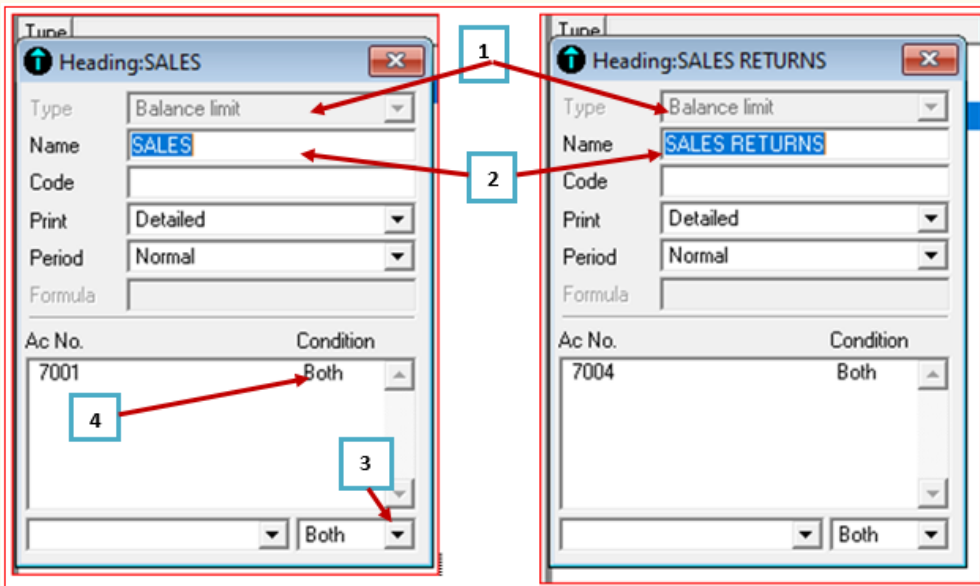 Type
Heading:SALES
Type Balance limit
Name SALES
Code
Print Detailed
Period Normal
Formula
Ac No. Condition
7001 Both
Both
Type
Heading:SALES RETURNS
Type Balance limit
Name SALES RETURNS
Code
Print Detailed
Period Normal
Formula
Ac No. Condition
7004 Both
Both
1
2
4
3